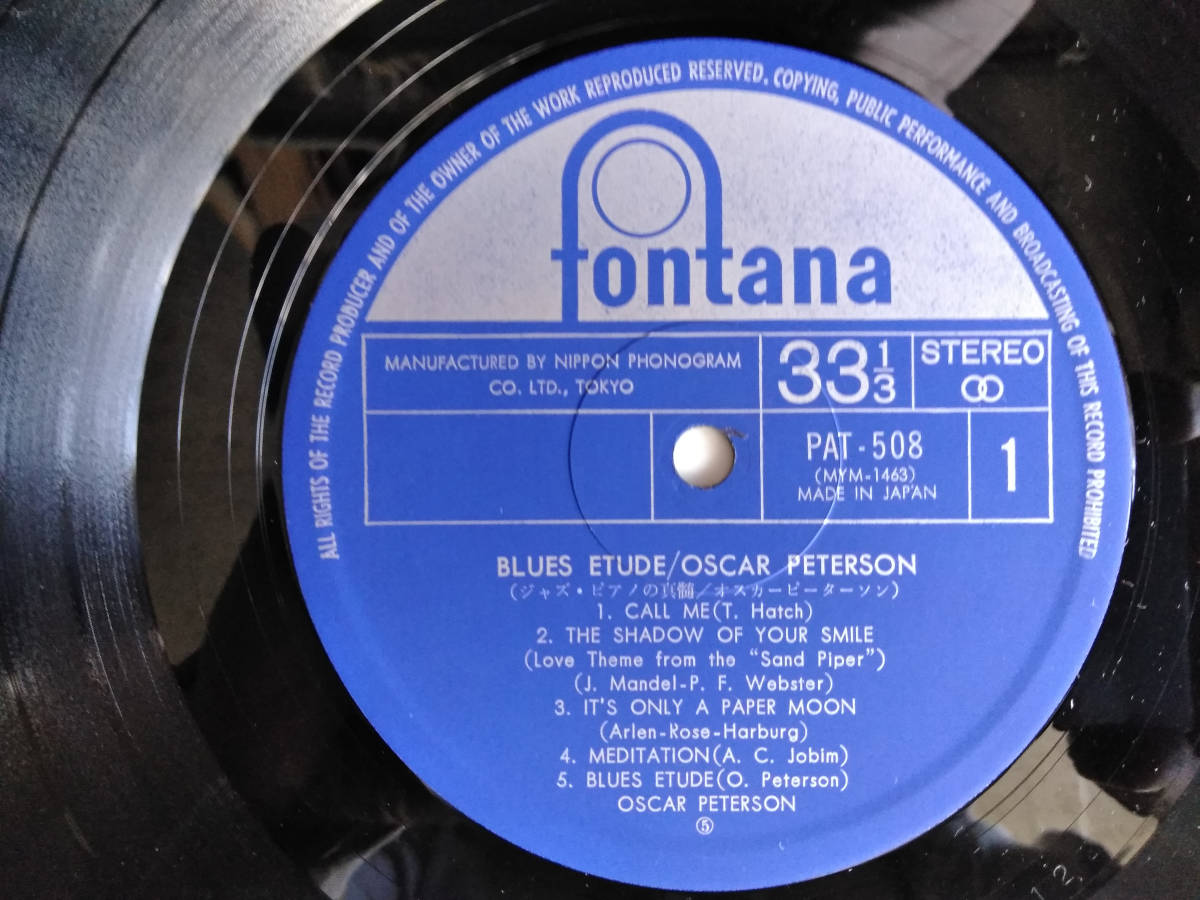 ALL RIGHTS OF THE RECORD PRODUCER AND OF THE OWNER OF THE WORK REPRODUCED RESERVED. COPYING, PUBLIC PERFORMANCE AND BROADCASTING OF THIS RECORD PROHIBITED
fontana
MANUFACTURED BY NIPPON PHONOGRAM
CO. LTD., TOKYO
33 1/3
STEREO
PAT-508
(MYM-1463)
MADE IN JAPAN
1
BLUES ETUDE/OSCAR PETERSON
(ジャズ・ピアノの真髄/オスカーピーターソン)
1. CALL ME(T. Hatch)
2. THE SHADOW OF YOUR SMILE
(Love Theme from the "Sand Piper")
(J. Mandel-P. F. Webster)
3. IT'S ONLY A PAPER MOON
(Arlen-Rose-Harburg)
4. MEDITATION(A. C. Jobim)
5. BLUES ETUDE(O. Peterson)
OSCAR PETERSON
⑤
12